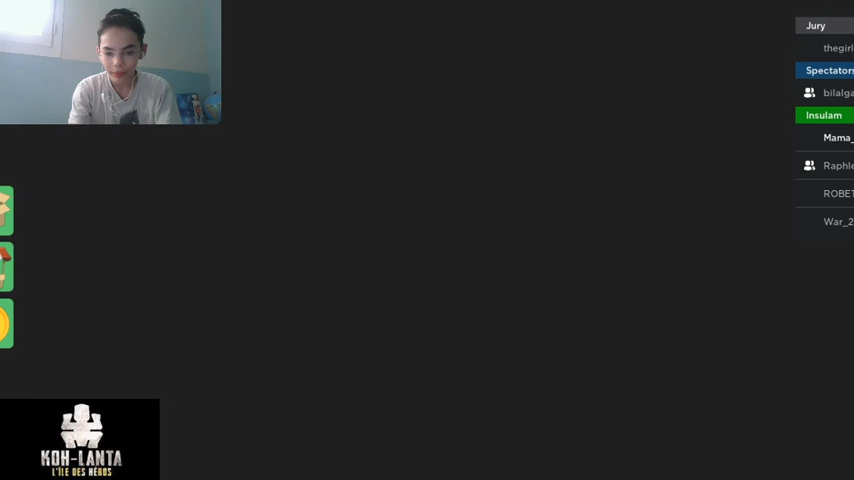 Jury
thegirl
Spectators
bilalga
Insulam
Mama_
Raphle
ROBET
War_2
KOH-LANTA
L'ÎLE DES HÉROS